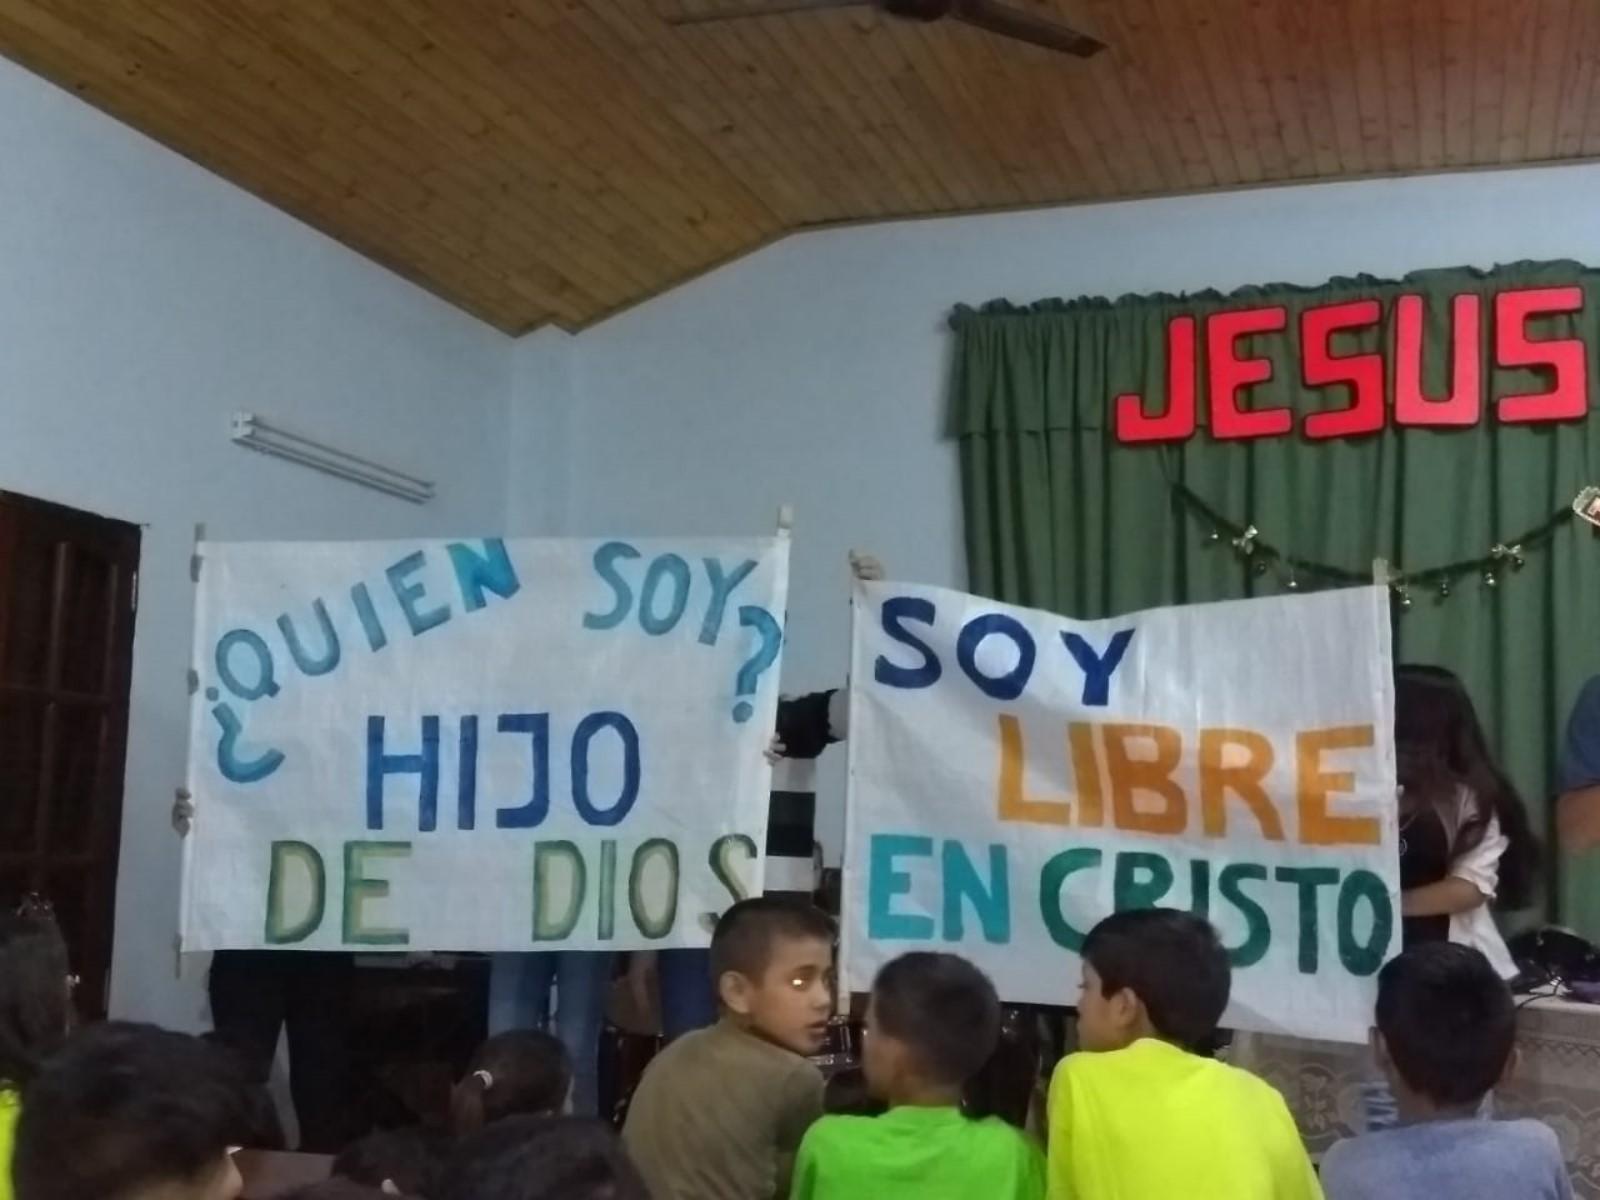 JESUS
¿QUIEN SOY?
HIJO
DE DIOS
SOY
LIBRE
EN CRISTO